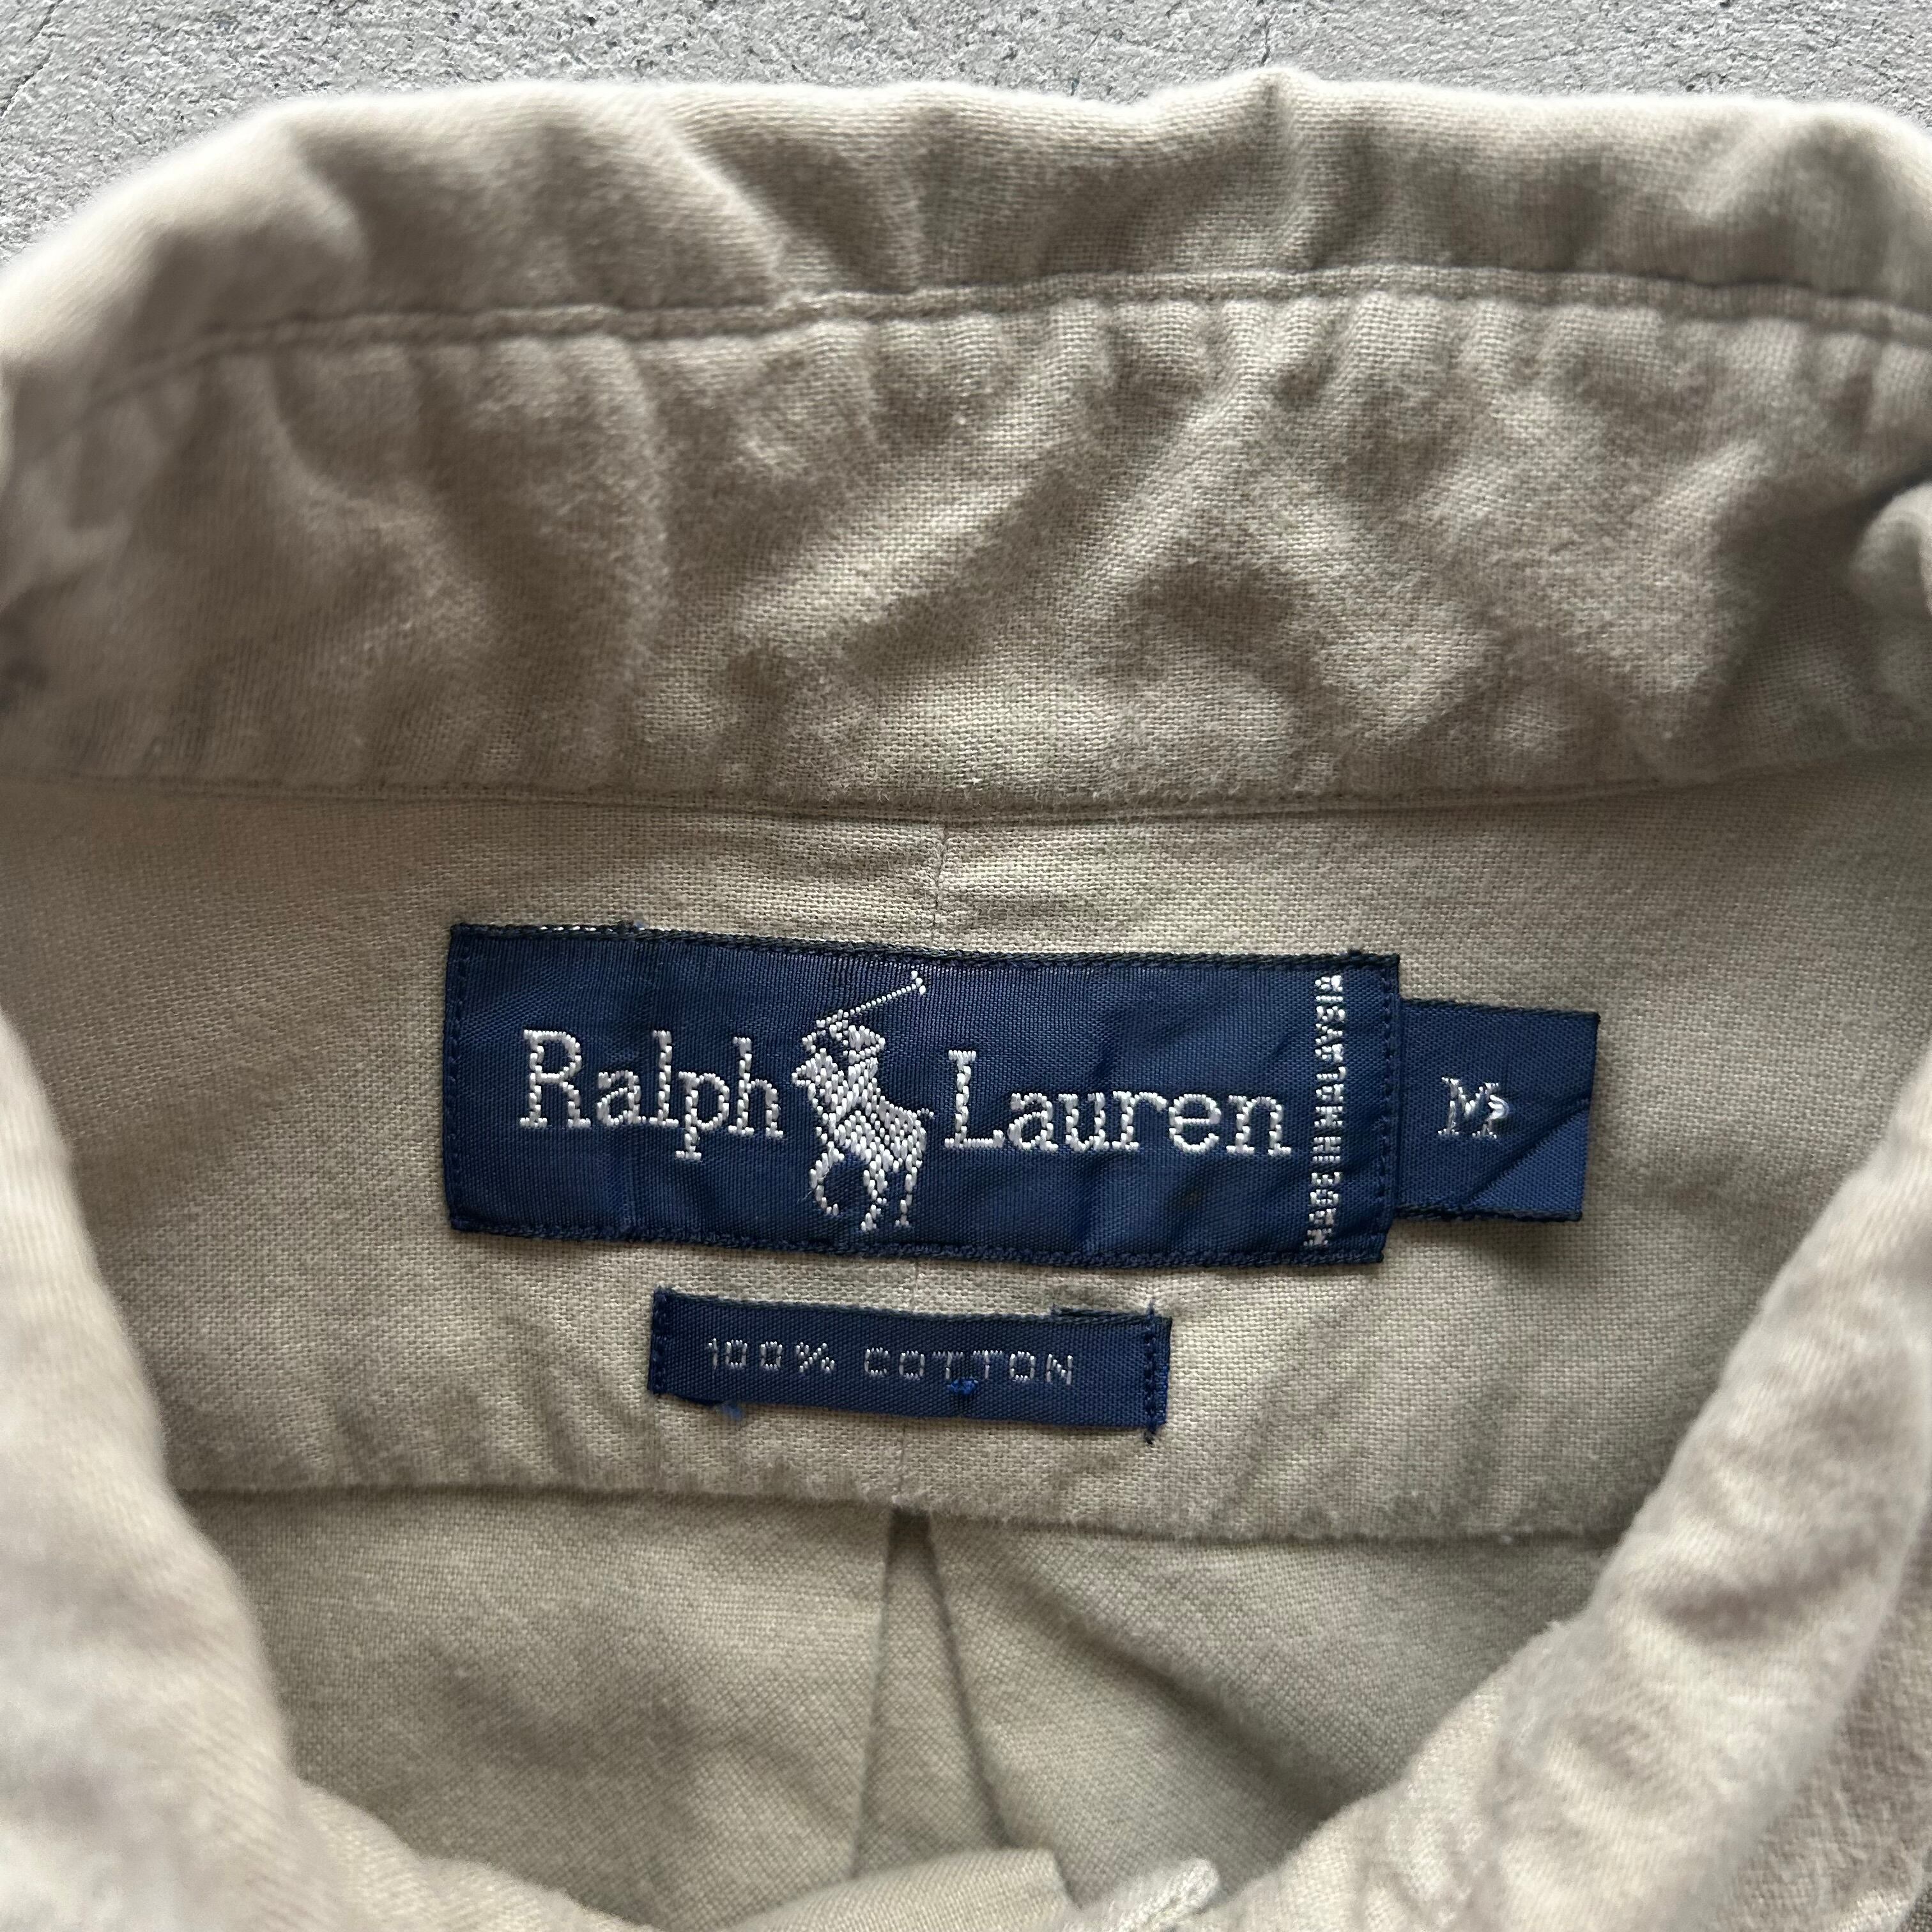 Ralph Lauren
MADE IN MALAYSIA
M
100% COTTON